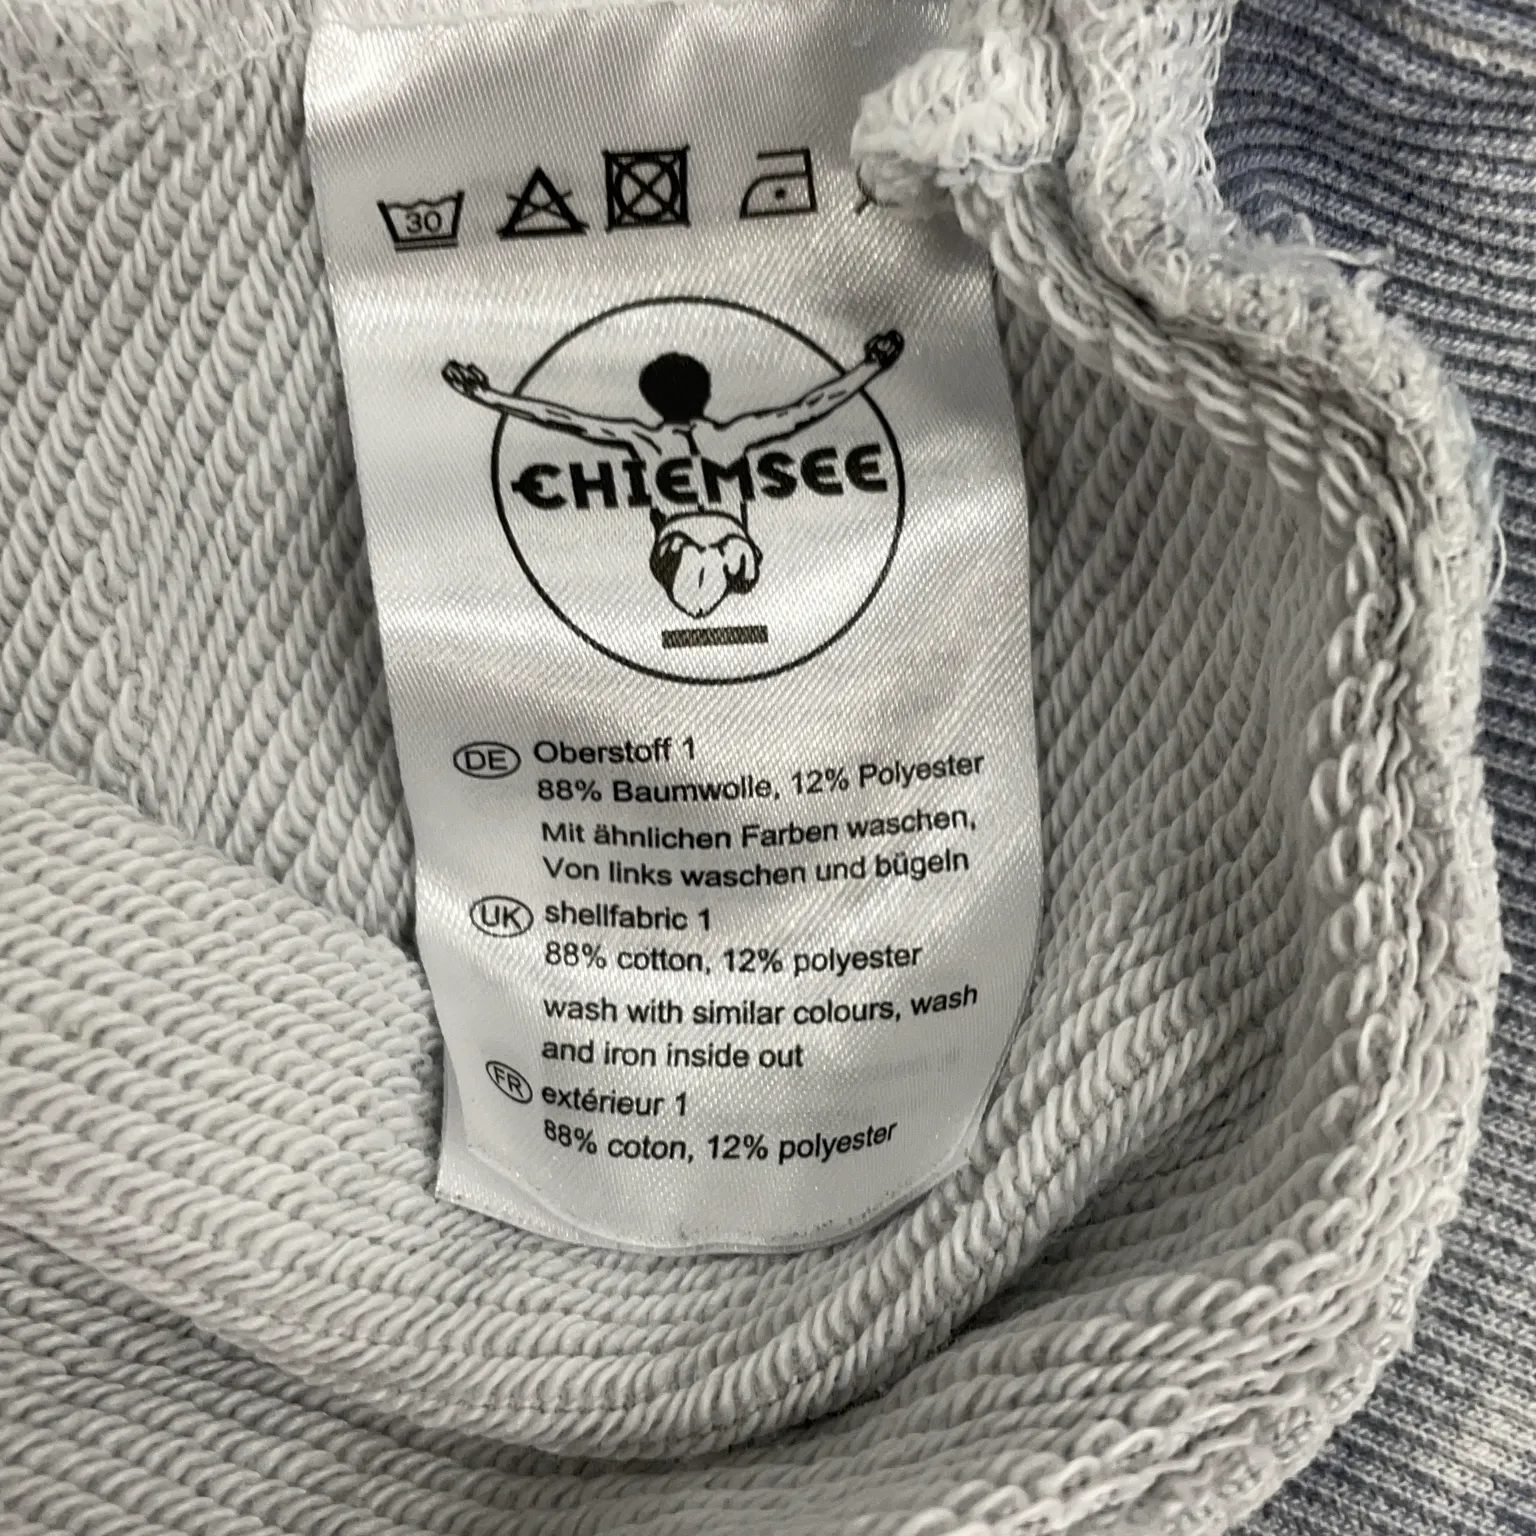 30
CHIEMSEE
DE Oberstoff 1
88% Baumwolle, 12% Polyester
Mit ähnlichen Farben waschen,
Von links waschen und bügeln
UK shellfabric 1
88% cotton, 12% polyester
wash with similar colours, wash
and iron inside out
FR extérieur 1
88% coton, 12% polyester